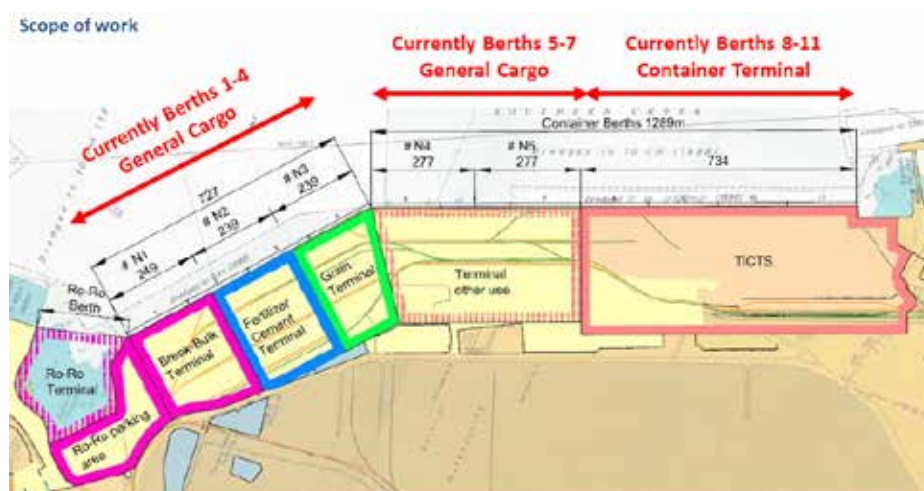 Scope of work
Currently Berths 5-7
General Cargo
Currently Berths 8-11
Container Terminal
Currently Berths 1-4
General Cargo
Container Berths 1289m
# N4
277
# N5
277
734
727
# N1
249
# N2
239
# N3
239
Ro-Ro
Berth
Ro-Ro
Terminal
Ro-Ro parking
area
Break-Bulk
Terminal
Fertilizer
Cement
Terminal
Grain
Terminal
Terminal
other use
TICTS